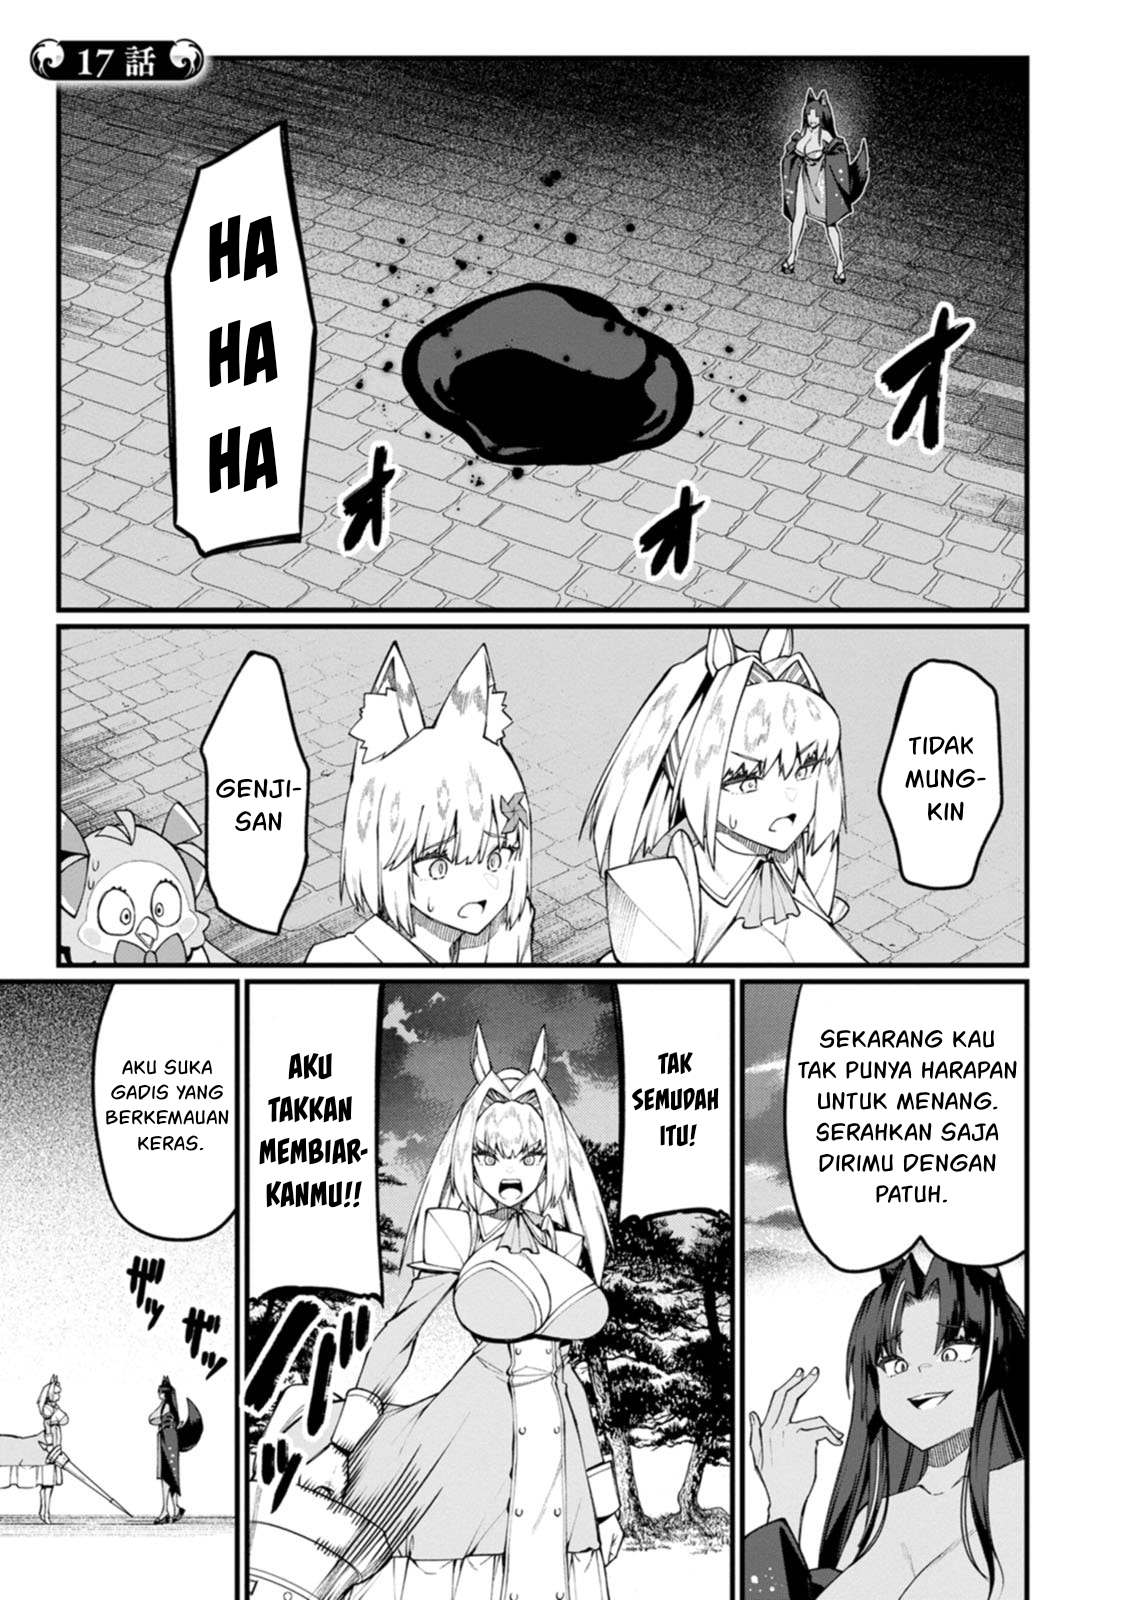 17話
HA
HA
HA
オ
オ
オ
TIDAK
MUNG-
KIN
GENJI-
SAN
SEKARANG KAU
TAK PUNYA HARAPAN
UNTUK MENANG.
SERAHKAN SAJA
DIRIMU DENGAN
PATUH.
TAK
SEMUDAH
ITU!
AKU
TAKKAN
MEMBIAR-
KANMU!!
ザッ
AKU SUKA
GADIS YANG
BERKEMAUAN
KERAS.
ザッ
ザッ